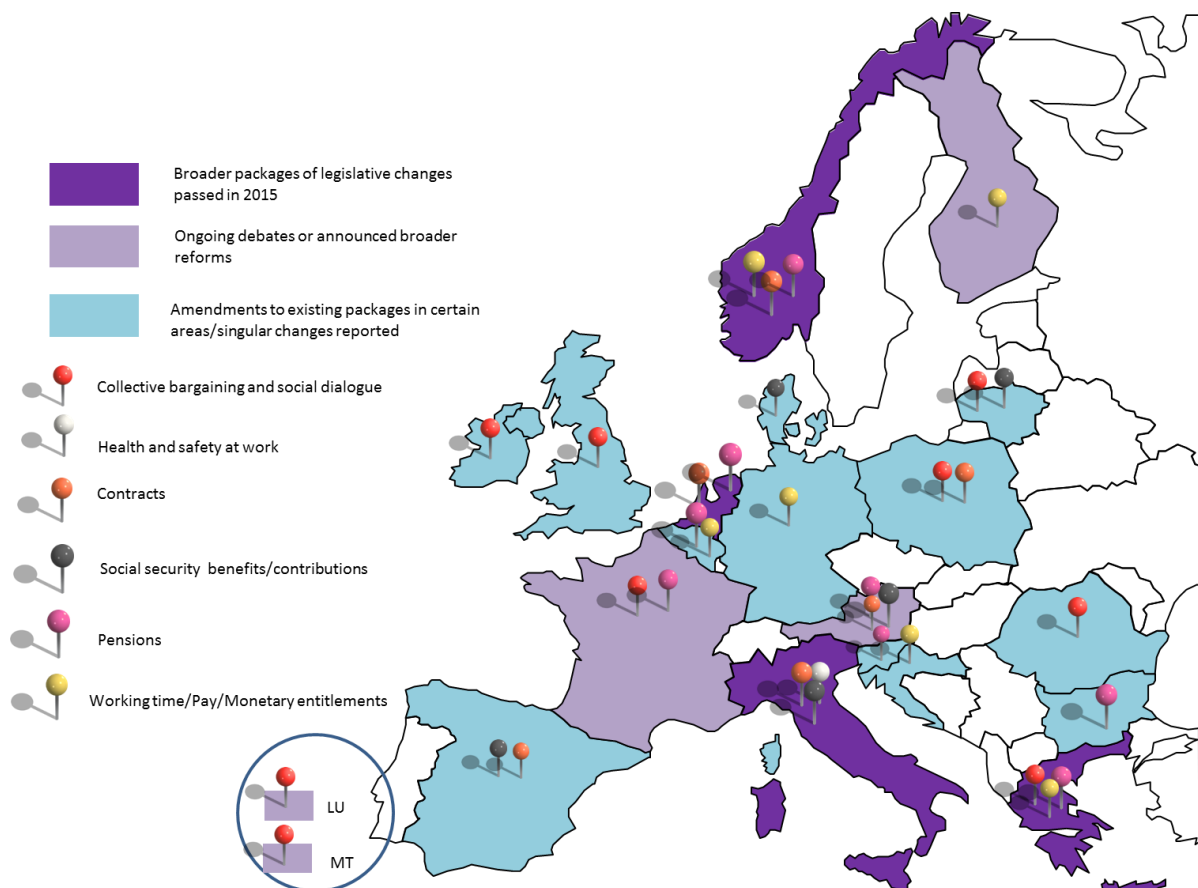 Broader packages of legislative changes
passed in 2015
Ongoing debates or announced broader
reforms
Amendments to existing packages in certain
areas/singular changes reported
Collective bargaining and social dialogue
Health and safety at work
Contracts
Social security benefits/contributions
Pensions
Working time/Pay/Monetary entitlements
LU
MT